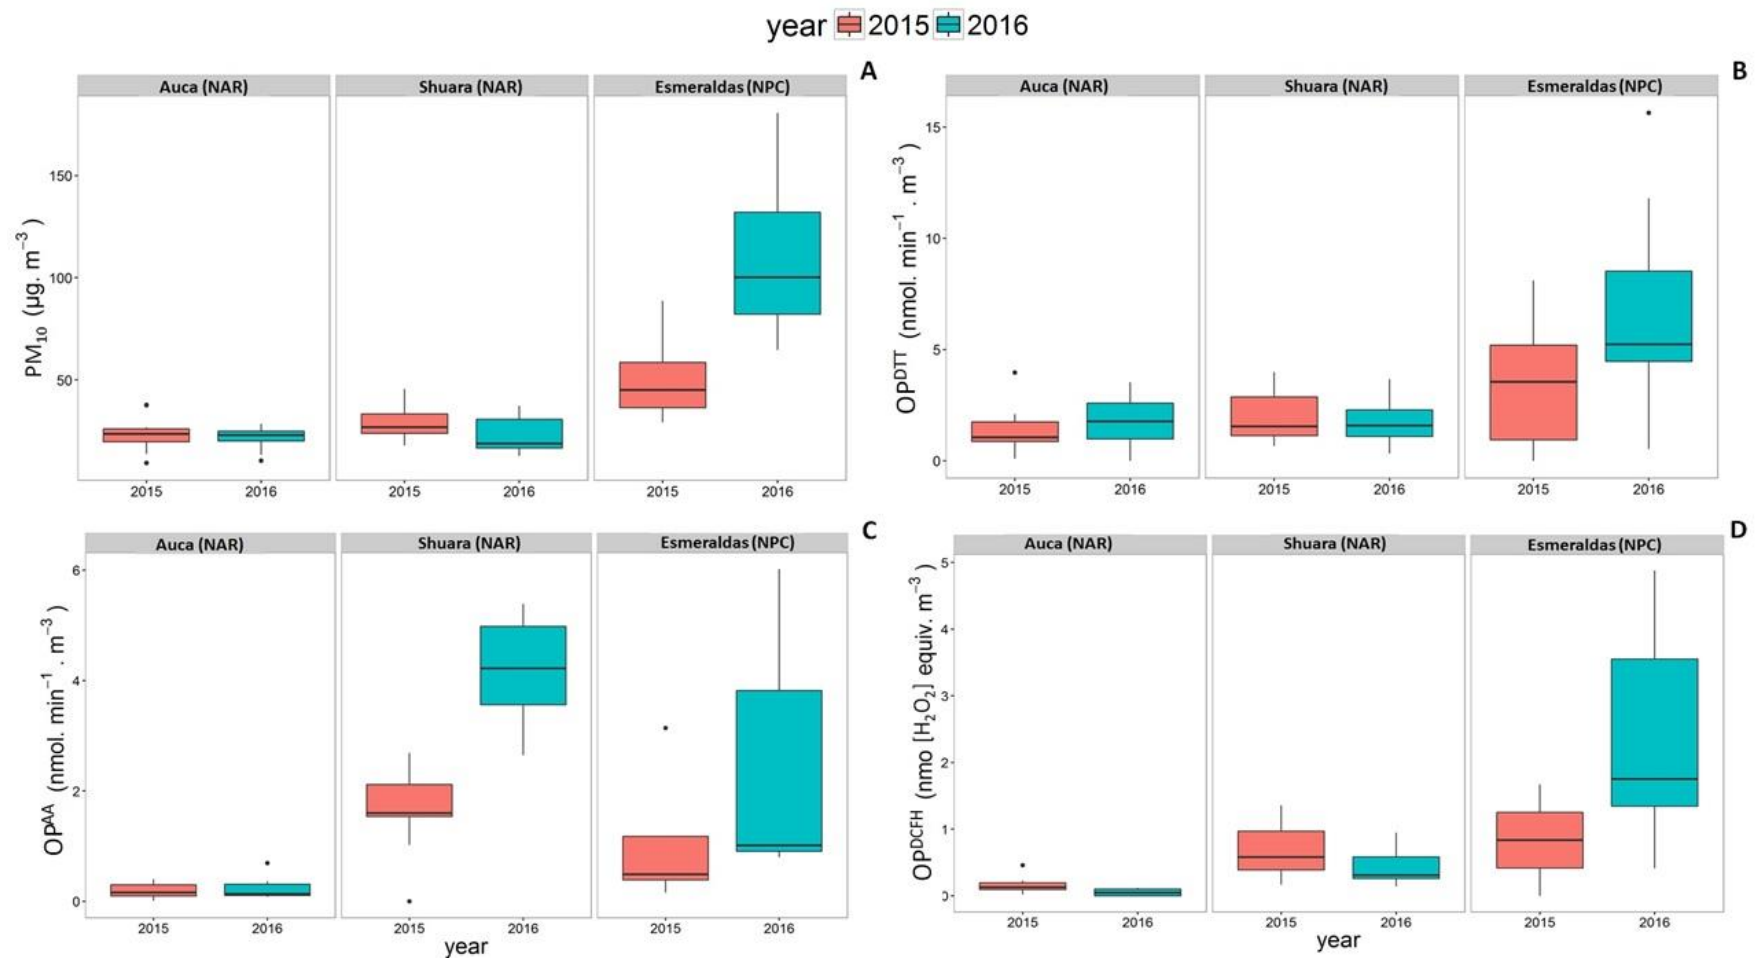 year 2015 2016
A
Auca (NAR) Shuara (NAR) Esmeraldas (NPC)
PM10 (µg. m−3)
150
100
50
2015 2016 2015 2016 2015 2016
B
Auca (NAR) Shuara (NAR) Esmeraldas (NPC)
OPDTT (nmol. min−1 . m−3)
15
10
5
0
2015 2016 2015 2016 2015 2016
C
Auca (NAR) Shuara (NAR) Esmeraldas (NPC)
OPAA (nmol. min−1 . m−3)
6
4
2
0
2015 2016 2015 2016 2015 2016
year
D
Auca (NAR) Shuara (NAR) Esmeraldas (NPC)
OPDCFH (nmo [H2O2] equiv. m−3)
5
4
3
2
1
0
2015 2016 2015 2016 2015 2016
year